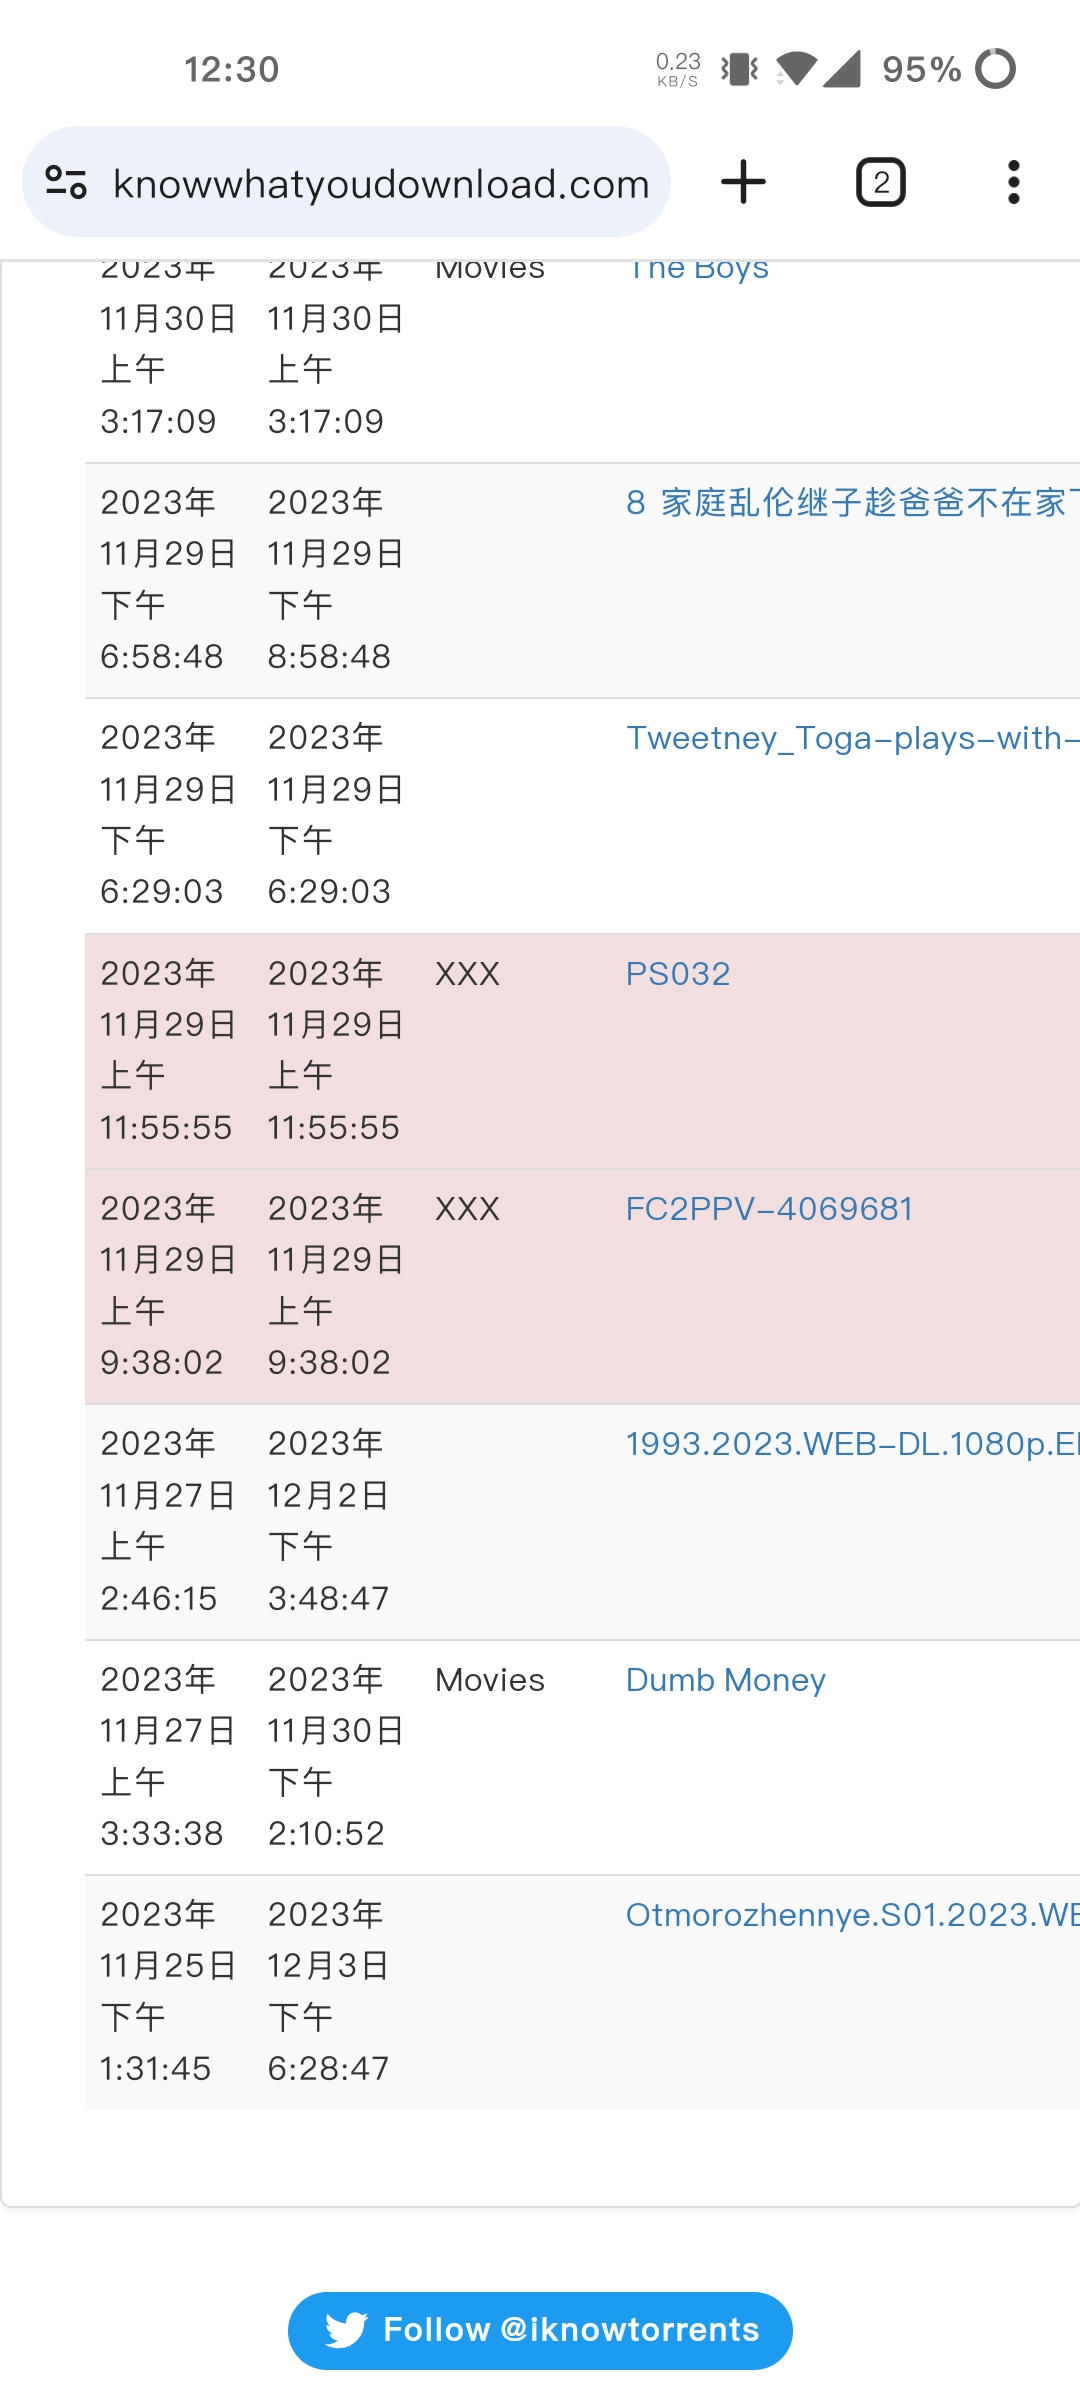 12:30
0.23
KB/S
95%
knowwhatyoudownload.com
2
2023年 2023年 Movies The Boys
11月30日 11月30日
上午 上午
3:17:09 3:17:09
2023年 2023年 8 家庭乱伦继子趁爸爸不在家
11月29日 11月29日
下午 下午
6:58:48 8:58:48
2023年 2023年 Tweetney_Toga-plays-with-
11月29日 11月29日
下午 下午
6:29:03 6:29:03
2023年 2023年 XXX PS032
11月29日 11月29日
上午 上午
11:55:55 11:55:55
2023年 2023年 XXX FC2PPV-4069681
11月29日 11月29日
上午 上午
9:38:02 9:38:02
2023年 2023年 1993.2023.WEB-DL.1080p.E
11月27日 12月2日
上午 下午
2:46:15 3:48:47
2023年 2023年 Movies Dumb Money
11月27日 11月30日
上午 下午
3:33:38 2:10:52
2023年 2023年 Otmorozhennye.S01.2023.WE
11月25日 12月3日
下午 下午
1:31:45 6:28:47
Follow @iknowtorrents